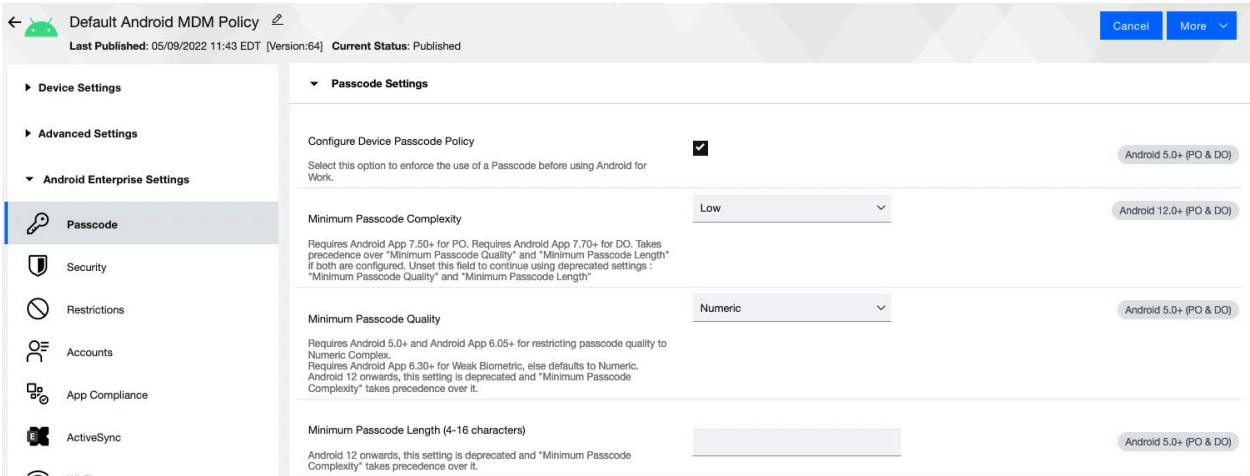 Default Android MDM Policy
Cancel
More
Last Published: 05/09/2022 11:43 EDT [Version:64] Current Status: Published
Device Settings
Advanced Settings
Android Enterprise Settings
Passcode
Security
Restrictions
Accounts
App Compliance
ActiveSync
Passcode Settings
Configure Device Passcode Policy
Select this option to enforce the use of a Passcode before using Android for
Work.
Android 5.0+ (PO & DO)
Minimum Passcode Complexity
Low
Android 12.0+ (PO & DO)
Requires Android App 7.50+ for PO. Requires Android App 7.70+ for DO. Takes
precedence over "Minimum Passcode Quality" and "Minimum Passcode Length"
if both are configured. Unset this field to continue using deprecated settings :
"Minimum Passcode Quality" and "Minimum Passcode Length"
Minimum Passcode Quality
Numeric
Android 5.0+ (PO & DO)
Requires Android 5.0+ and Android App 6.05+ for restricting passcode quality to
Numeric Complex.
Requires Android App 6.30+ for Weak Biometric, else defaults to Numeric.
Android 12 onwards, this setting is deprecated and "Minimum Passcode
Complexity" takes precedence over it.
Minimum Passcode Length (4-16 characters)
Android 5.0+ (PO & DO)
Android 12 onwards, this setting is deprecated and "Minimum Passcode
Complexity" takes precedence over it.